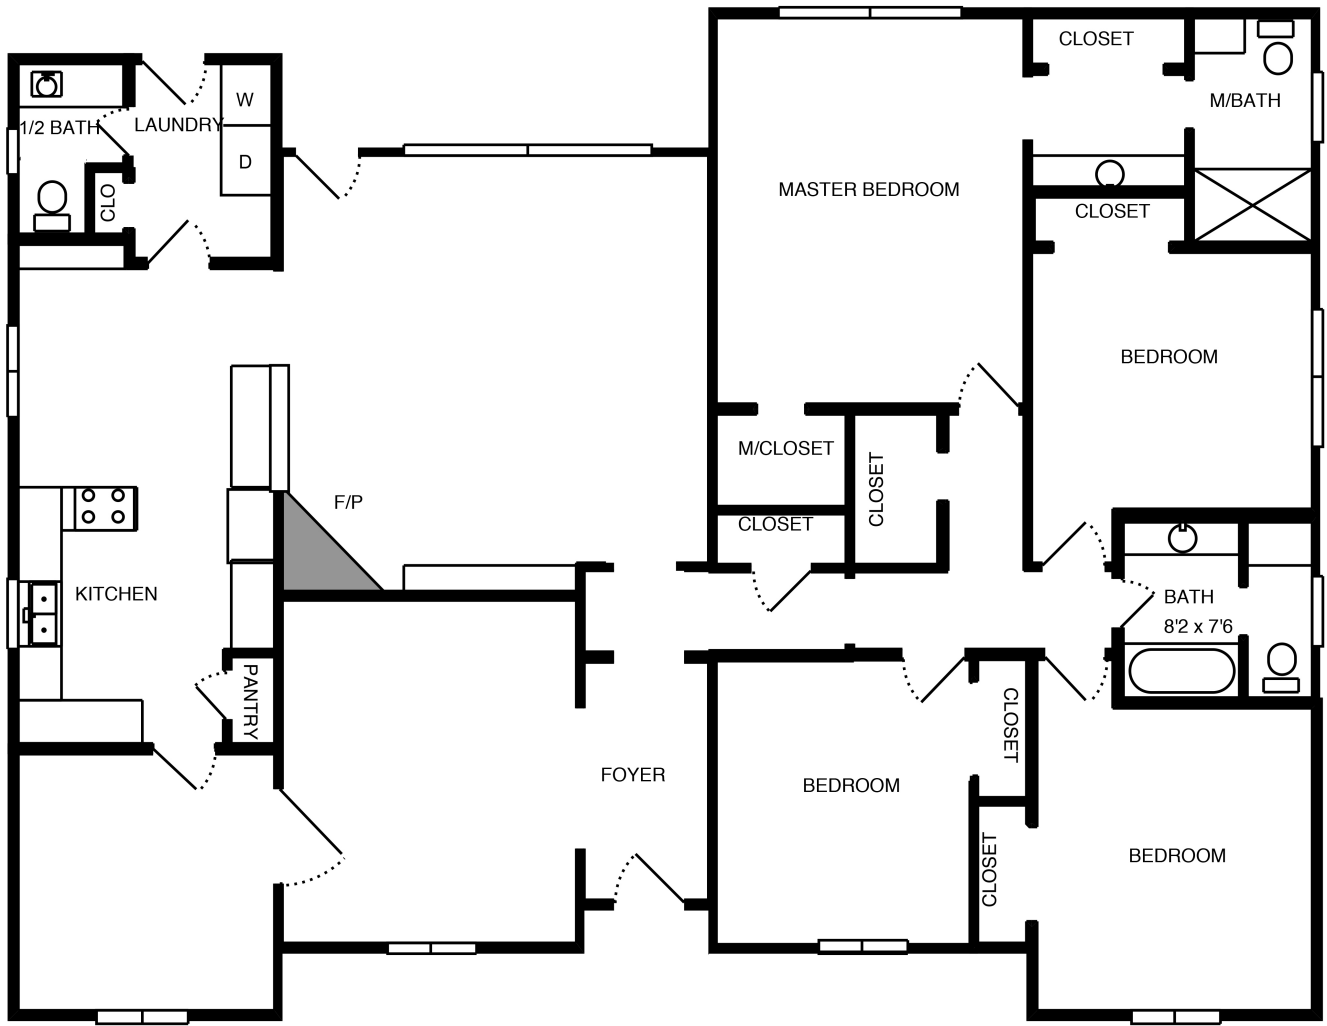 CLOSET
W
M/BATH
1/2 BATH
LAUNDRY
D
MASTER BEDROOM
CLO
CLOSET
BEDROOM
M/CLOSET
CLOSET
F/P
CLOSET
KITCHEN
BATH
8'2 x 7'6
PANTRY
CLOSET
FOYER
BEDROOM
CLOSET
BEDROOM